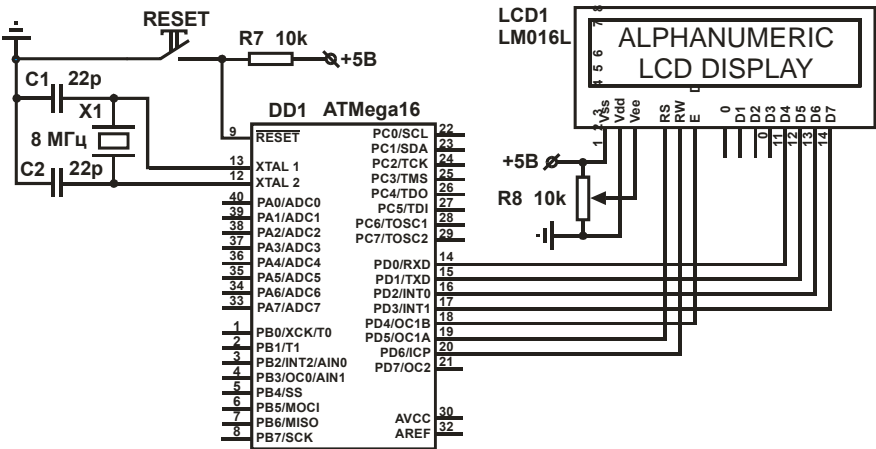 RESET
R7 10k
+5В
C1 22p
X1
8 МГц
C2 22p
DD1 ATMega16
9 RESET
13 XTAL 1
12 XTAL 2
40 PA0/ADC0
39 PA1/ADC1
38 PA2/ADC2
37 PA3/ADC3
36 PA4/ADC4
35 PA5/ADC5
34 PA6/ADC6
33 PA7/ADC7
1 PB0/XCK/T0
2 PB1/T1
3 PB2/INT2/AIN0
4 PB3/OC0/AIN1
5 PB4/SS
6 PB5/MOCI
7 PB6/MISO
8 PB7/SCK
PC0/SCL 22
PC1/SDA 23
PC2/TCK 24
PC3/TMS 25
PC4/TDO 26
PC5/TDI 27
PC6/TOSC1 28
PC7/TOSC2 29
PD0/RXD 14
PD1/TXD 15
PD2/INT0 16
PD3/INT1 17
PD4/OC1B 18
PD5/OC1A 19
PD6/ICP 20
PD7/OC2 21
AVCC 30
AREF 32
LCD1
LM016L
ALPHANUMERIC
LCD DISPLAY
8
7
6
5
4
D
Vss Vdd Vee RS RW E 0 D1 D2 D3 D4 D5 D6 D7
1 2 3 0 11 12 13 14
+5В
R8 10k